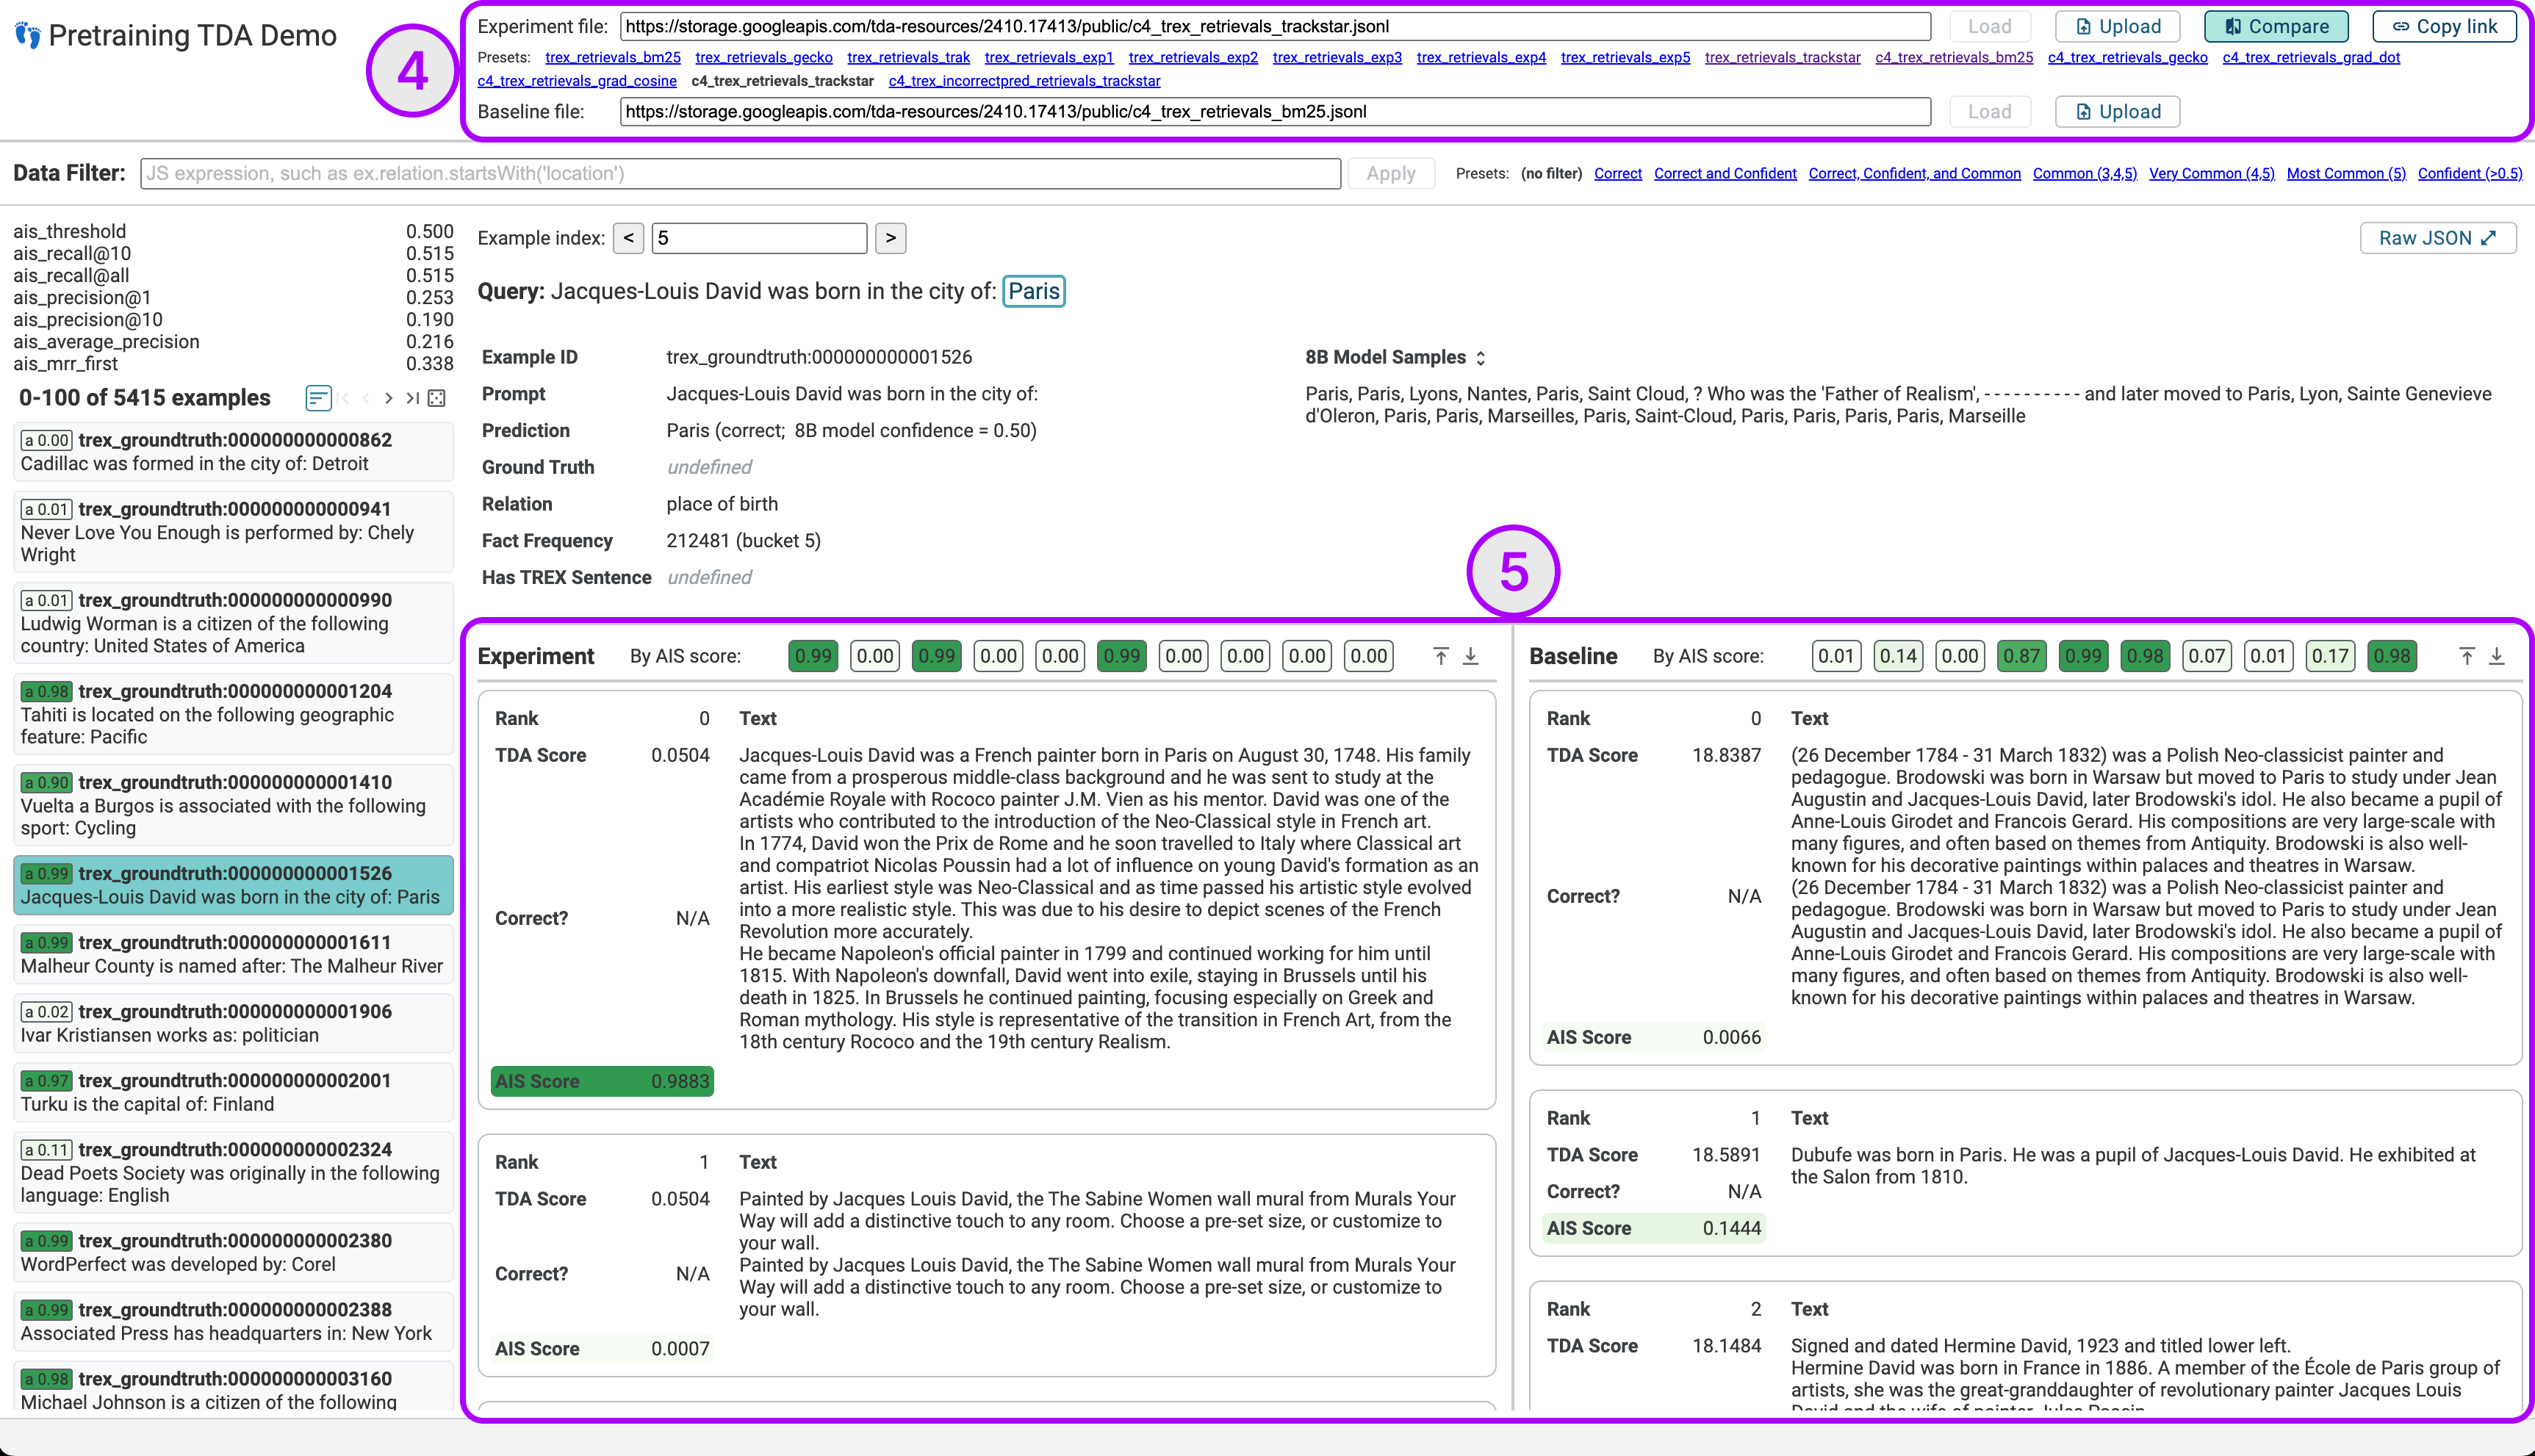 Pretraining TDA Demo
4
Experiment file: https://storage.googleapis.com/tda-resources/2410.17413/public/c4_trex_retrievals_trackstar.jsonl Load Upload Compare Copy link
Presets: trex_retrievals_bm25 trex_retrievals_gecko trex_retrievals_trak trex_retrievals_exp1 trex_retrievals_exp2 trex_retrievals_exp3 trex_retrievals_exp4 trex_retrievals_exp5 trex_retrievals_trackstar c4_trex_retrievals_bm25 c4_trex_retrievals_gecko c4_trex_retrievals_grad_dot
c4_trex_retrievals_grad_cosine c4_trex_retrievals_trackstar c4_trex_incorrectpred_retrievals_trackstar
Baseline file: https://storage.googleapis.com/tda-resources/2410.17413/public/c4_trex_retrievals_bm25.jsonl Load Upload
Data Filter: JS expression, such as ex.relation.startsWith('location') Apply Presets: (no filter) Correct Correct and Confident Correct, Confident, and Common Common (3,4,5) Very Common (4,5) Most Common (5) Confident (>0.5)
ais_threshold 0.500
ais_recall@10 0.515
ais_recall@all 0.515
ais_precision@1 0.253
ais_precision@10 0.190
ais_average_precision 0.216
ais_mrr_first 0.338
0-100 of 5415 examples
a 0.00 trex_groundtruth:000000000000862
Cadillac was formed in the city of: Detroit
a 0.01 trex_groundtruth:000000000000941
Never Love You Enough is performed by: Chely
Wright
a 0.01 trex_groundtruth:000000000000990
Ludwig Worman is a citizen of the following
country: United States of America
a 0.98 trex_groundtruth:000000000001204
Tahiti is located on the following geographic
feature: Pacific
a 0.90 trex_groundtruth:000000000001410
Vuelta a Burgos is associated with the following
sport: Cycling
a 0.99 trex_groundtruth:000000000001526
Jacques-Louis David was born in the city of: Paris
a 0.99 trex_groundtruth:000000000001611
Malheur County is named after: The Malheur River
a 0.02 trex_groundtruth:000000000001906
Ivar Kristiansen works as: politician
a 0.97 trex_groundtruth:000000000002001
Turku is the capital of: Finland
a 0.11 trex_groundtruth:000000000002324
Dead Poets Society was originally in the following
language: English
a 0.99 trex_groundtruth:000000000002380
WordPerfect was developed by: Corel
a 0.99 trex_groundtruth:000000000002388
Associated Press has headquarters in: New York
a 0.98 trex_groundtruth:000000000003160
Michael Johnson is a citizen of the following
Example index: < 5 > Raw JSON
Query: Jacques-Louis David was born in the city of: Paris
Example ID trex_groundtruth:000000000001526
Prompt Jacques-Louis David was born in the city of:
Prediction Paris (correct; 8B model confidence = 0.50)
Ground Truth undefined
Relation place of birth
Fact Frequency 212481 (bucket 5)
Has TREX Sentence undefined
8B Model Samples
Paris, Paris, Lyons, Nantes, Paris, Saint Cloud, ? Who was the 'Father of Realism', - - - - - - - - - - and later moved to Paris, Lyon, Sainte Genevieve
d'Oleron, Paris, Paris, Marseilles, Paris, Saint-Cloud, Paris, Paris, Paris, Paris, Marseille
5
Experiment By AIS score: 0.99 0.00 0.99 0.00 0.00 0.99 0.00 0.00 0.00 0.00
Rank 0 Text
TDA Score 0.0504
Jacques-Louis David was a French painter born in Paris on August 30, 1748. His family
came from a prosperous middle-class background and he was sent to study at the
Académie Royale with Rococo painter J.M. Vien as his mentor. David was one of the
artists who contributed to the introduction of the Neo-Classical style in French art.
In 1774, David won the Prix de Rome and he soon travelled to Italy where Classical art
and compatriot Nicolas Poussin had a lot of influence on young David's formation as an
artist. His earliest style was Neo-Classical and as time passed his artistic style evolved
into a more realistic style. This was due to his desire to depict scenes of the French
Revolution more accurately.
He became Napoleon's official painter in 1799 and continued working for him until
1815. With Napoleon's downfall, David went into exile, staying in Brussels until his
death in 1825. In Brussels he continued painting, focusing especially on Greek and
Roman mythology. His style is representative of the transition in French Art, from the
18th century Rococo and the 19th century Realism.
Correct? N/A
AIS Score 0.9883
Rank 1 Text
TDA Score 0.0504
Painted by Jacques Louis David, the The Sabine Women wall mural from Murals Your
Way will add a distinctive touch to any room. Choose a pre-set size, or customize to
your wall.
Painted by Jacques Louis David, the The Sabine Women wall mural from Murals Your
Way will add a distinctive touch to any room. Choose a pre-set size, or customize to
your wall.
Correct? N/A
AIS Score 0.0007
Baseline By AIS score: 0.01 0.14 0.00 0.87 0.99 0.98 0.07 0.01 0.17 0.98
Rank 0 Text
TDA Score 18.8387
(26 December 1784 - 31 March 1832) was a Polish Neo-classicist painter and
pedagogue. Brodowski was born in Warsaw but moved to Paris to study under Jean
Augustin and Jacques-Louis David, later Brodowski's idol. He also became a pupil of
Anne-Louis Girodet and Francois Gerard. His compositions are very large-scale with
many figures, and often based on themes from Antiquity. Brodowski is also well-
known for his decorative paintings within palaces and theatres in Warsaw.
(26 December 1784 - 31 March 1832) was a Polish Neo-classicist painter and
pedagogue. Brodowski was born in Warsaw but moved to Paris to study under Jean
Augustin and Jacques-Louis David, later Brodowski's idol. He also became a pupil of
Anne-Louis Girodet and Francois Gerard. His compositions are very large-scale with
many figures, and often based on themes from Antiquity. Brodowski is also well-
known for his decorative paintings within palaces and theatres in Warsaw.
Correct? N/A
AIS Score 0.0066
Rank 1 Text
TDA Score 18.5891
Dubufe was born in Paris. He was a pupil of Jacques-Louis David. He exhibited at
the Salon from 1810.
Correct? N/A
AIS Score 0.1444
Rank 2 Text
TDA Score 18.1484
Signed and dated Hermine David, 1923 and titled lower left.
Hermine David was born in France in 1886. A member of the École de Paris group of
artists, she was the great-granddaughter of revolutionary painter Jacques Louis